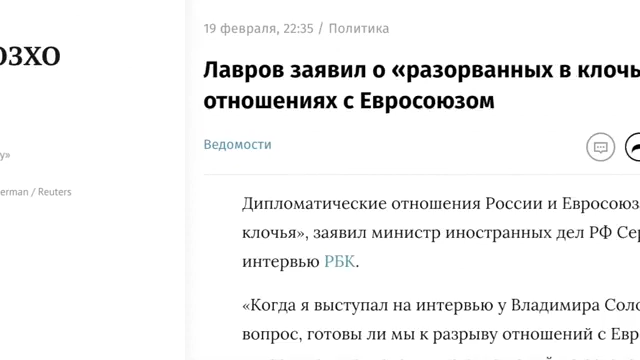 ОЗХО
у»
erman / Reuters
19 февраля, 22:35 / Политика
Лавров заявил о «разорванных в клочь
отношениях с Евросоюзом
Ведомости
Дипломатические отношения России и Евросоюз
клочья», заявил министр иностранных дел РФ Сер
интервью РБК.
«Когда я выступал на интервью у Владимира Соло
вопрос, готовы ли мы к разрыву отношений с Евр